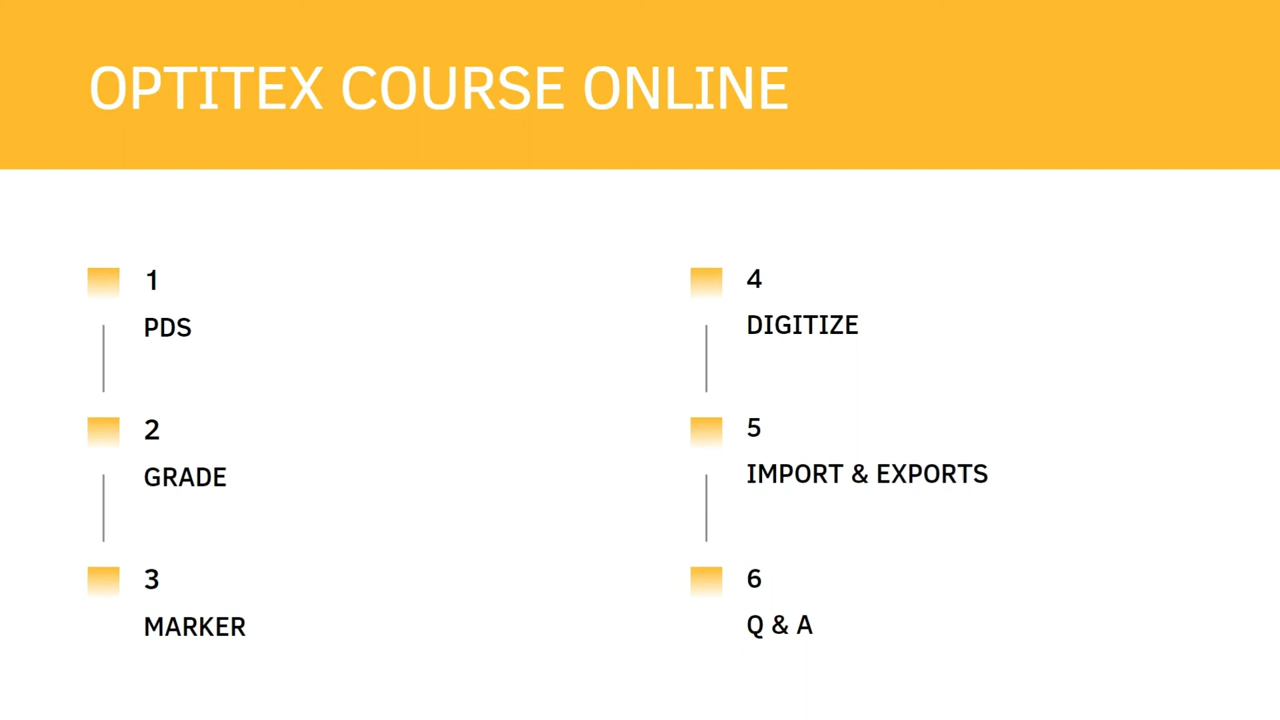 OPTITEX COURSE ONLINE
1
PDS
2
GRADE
3
MARKER
4
DIGITIZE
5
IMPORT & EXPORTS
6
Q & A